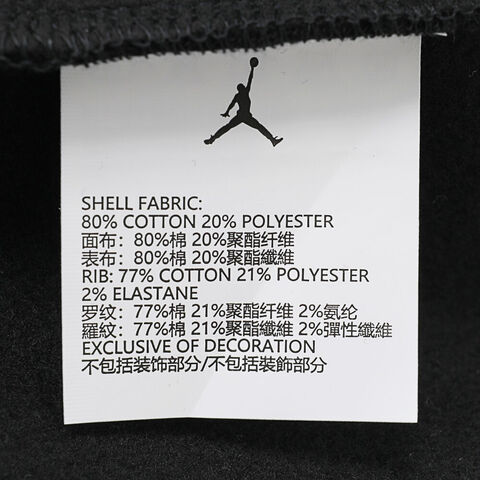 SHELL FABRIC:
80% COTTON 20% POLYESTER
面布：80%棉 20%聚酯纤维
表布：80%棉 20%聚酯纖維
RIB: 77% COTTON 21% POLYESTER
2% ELASTANE
罗纹：77%棉 21%聚酯纤维 2%氨纶
羅紋：77%棉 21%聚酯纖維 2%彈性纖維
EXCLUSIVE OF DECORATION
不包括装饰部分/不包括裝飾部分